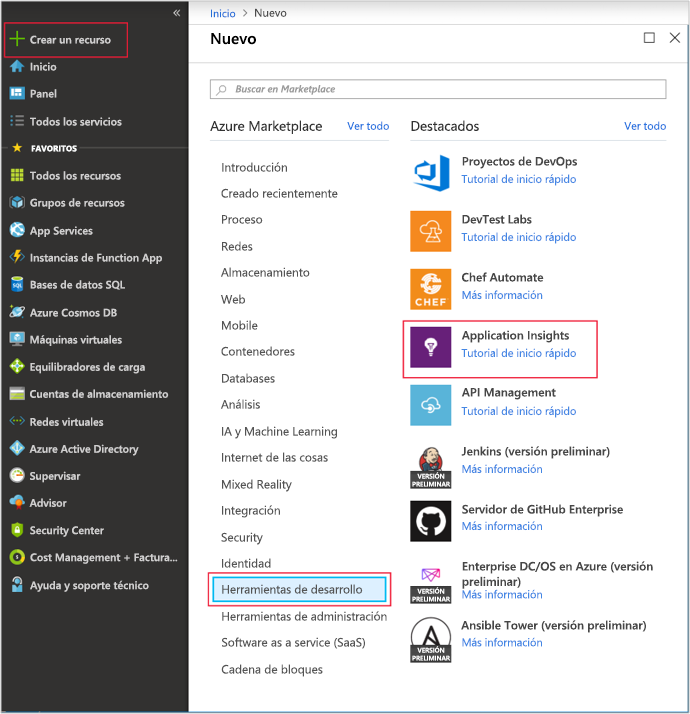 «
Crear un recurso
Inicio
Panel
Todos los servicios
FAVORITOS
Todos los recursos
Grupos de recursos
App Services
Instancias de Function App
Bases de datos SQL
Azure Cosmos DB
Máquinas virtuales
Equilibradores de carga
Cuentas de almacenamiento
Redes virtuales
Azure Active Directory
Supervisar
Advisor
Security Center
Cost Management + Factura...
Ayuda y soporte técnico
Inicio > Nuevo
Nuevo
Buscar en Marketplace
Azure Marketplace Ver todo
Introducción
Creado recientemente
Proceso
Redes
Almacenamiento
Web
Mobile
Contenedores
Databases
Análisis
IA y Machine Learning
Internet de las cosas
Mixed Reality
Integración
Security
Identidad
Herramientas de desarrollo
Herramientas de administración
Software as a service (SaaS)
Cadena de bloques
Destacados Ver todo
Proyectos de DevOps
Tutorial de inicio rápido
DevTest Labs
Tutorial de inicio rápido
CHEF
Chef Automate
Más información
Application Insights
Tutorial de inicio rápido
API Management
Tutorial de inicio rápido
VERSIÓN
PRELIMINAR
Jenkins (versión preliminar)
Más información
Servidor de GitHub Enterprise
Más información
VERSIÓN
PRELIMINAR
Enterprise DC/OS en Azure (versión
preliminar)
Más información
VERSIÓN
PRELIMINAR
Ansible Tower (versión preliminar)
Más información